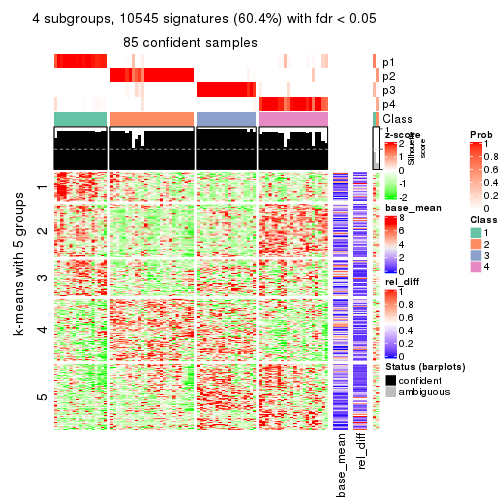 4 subgroups, 10545 signatures (60.4%) with fdr < 0.05
85 confident samples
p1
p2
p3
p4
Class
1
0
Silhouette score
k-means with 5 groups
1
2
3
4
5
base_mean
rel_diff
z-score
2
1
0
-1
-2
base_mean
8
6
4
2
0
rel_diff
1
0.8
0.6
0.4
0.2
0
Status (barplots)
confident
ambiguous
Prob
1
0.8
0.6
0.4
0.2
0
Class
1
2
3
4